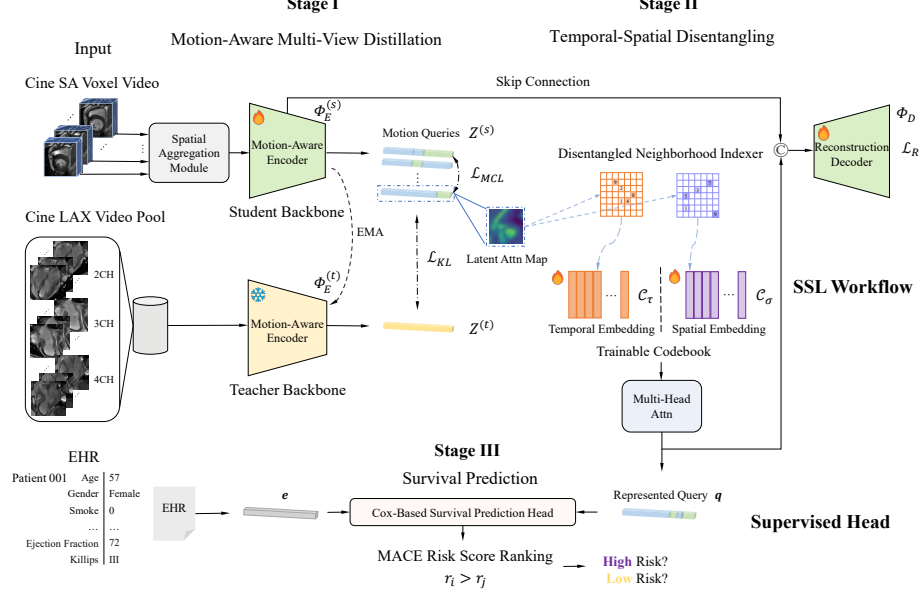 Stage I
Stage II
Motion-Aware Multi-View Distillation
Temporal-Spatial Disentangling
Input
Cine SA Voxel Video
Skip Connection
Φ_E^(s)
Φ_D
Motion Queries Z^(s)
Spatial
Aggregation
Module
Motion-Aware
Encoder
Disentangled Neighborhood Indexer
C
Reconstruction
Decoder
ℒ_R
ℒ_MCL
Student Backbone
Cine LAX Video Pool
EMA
Latent Attn Map
2CH
Φ_E^(t)
ℒ_KL
SSL Workflow
3CH
Motion-Aware
Encoder
Z^(t)
...
𝒞_τ
...
𝒞_σ
Temporal Embedding
Spatial Embedding
Trainable Codebook
4CH
Teacher Backbone
Multi-Head
Attn
Stage III
EHR
Survival Prediction
Patient 001 Age 57
Gender Female
Smoke 0
... ...
Ejection Fraction 72
Killips III
EHR
e
Cox-Based Survival Prediction Head
Represented Query q
Supervised Head
MACE Risk Score Ranking
r_i > r_j
High Risk?
Low Risk?